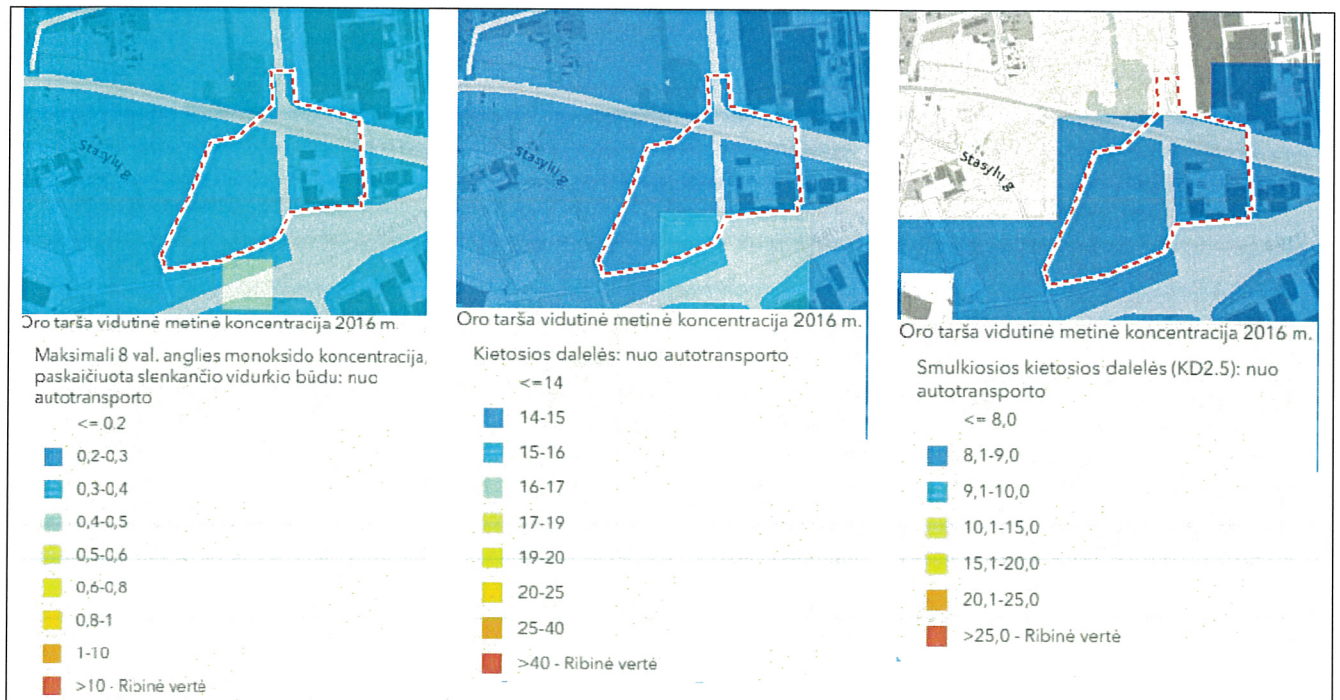 Stasylų g
Oro tarša vidutinė metinė koncentracija 2016 m.
Maksimali 8 val. anglies monoksido koncentracija,
paskaičiuota slenkančio vidurkio būdu: nuo
autotransporto
<= 0.2
0,2-0,3
0,3-0,4
0,4-0,5
0,5-0,6
0,6-0,8
0,8-1
1-10
>10 - Ribinė vertė
Stasylų g
Oro tarša vidutinė metinė koncentracija 2016 m.
Kietosios dalelės: nuo autotransporto
<=14
14-15
15-16
16-17
17-19
19-20
20-25
25-40
>40 - Ribinė vertė
Stasylų g
Oro tarša vidutinė metinė koncentracija 2016 m.
Smulkiosios kietosios dalelės (KD2.5): nuo
autotransporto
<= 8,0
8,1-9,0
9,1-10,0
10,1-15,0
15,1-20,0
20,1-25,0
>25,0 - Ribinė vertė